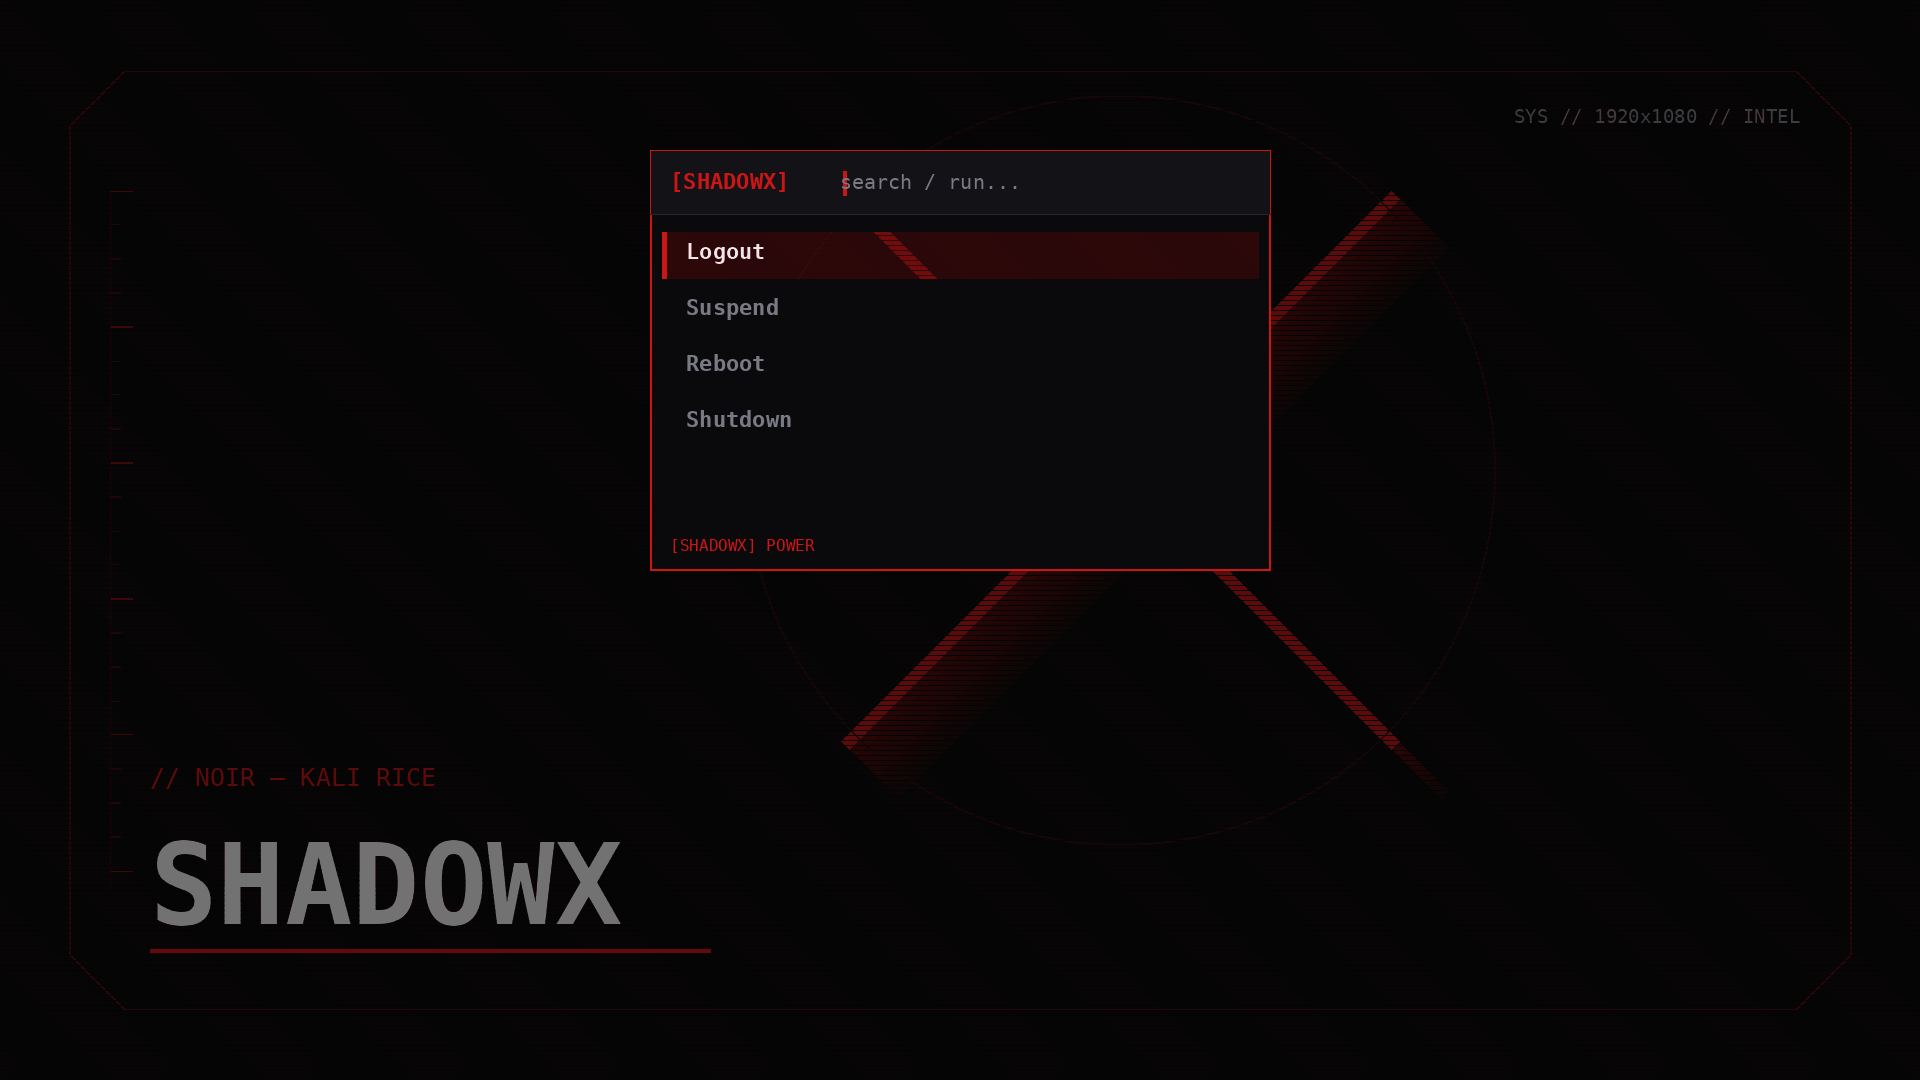 SYS // 1920x1080 // INTEL
[SHADOWX] search / run...
Logout
Suspend
Reboot
Shutdown
[SHADOWX] POWER
// NOIR — KALI RICE
SHADOWX